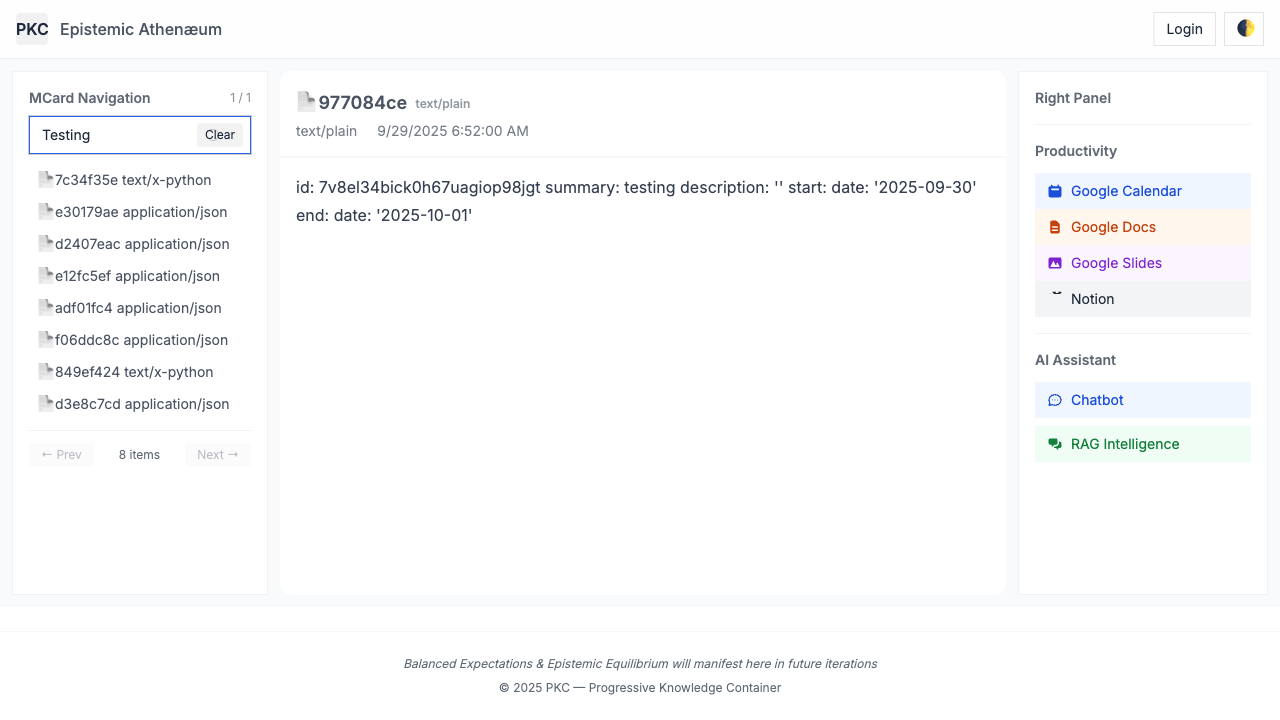 PKC Epistemic Athenæum
Login
MCard Navigation 1 / 1
Testing Clear
7c34f35e text/x-python
e30179ae application/json
d2407eac application/json
e12fc5ef application/json
adf01fc4 application/json
f06ddc8c application/json
849ef424 text/x-python
d3e8c7cd application/json
← Prev 8 items Next →
977084ce text/plain
text/plain 9/29/2025 6:52:00 AM
id: 7v8el34bick0h67uagiop98jgt summary: testing description: '' start: date: '2025-09-30'
end: date: '2025-10-01'
Right Panel
Productivity
Google Calendar
Google Docs
Google Slides
Notion
AI Assistant
Chatbot
RAG Intelligence
Balanced Expectations & Epistemic Equilibrium will manifest here in future iterations
© 2025 PKC — Progressive Knowledge Container